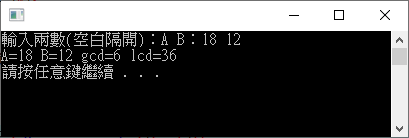 輸入兩數(空白隔開)：A B：18 12
A=18 B=12 gcd=6 lcd=36
請按任意鍵繼續 . . .